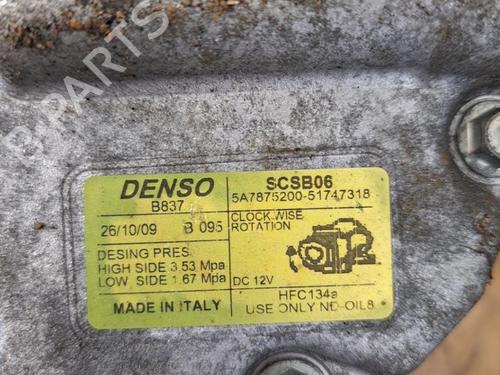 DENSO
B837
26/10/09 B 095
DESING PRES
HIGH SIDE 3.53 Mpa
LOW SIDE 1.67 Mpa
MADE IN ITALY
SCSB06
5A7875200-51747318
CLOCK.WISE
ROTATION
DC 12V
HFC134a
USE ONLY ND-OIL8